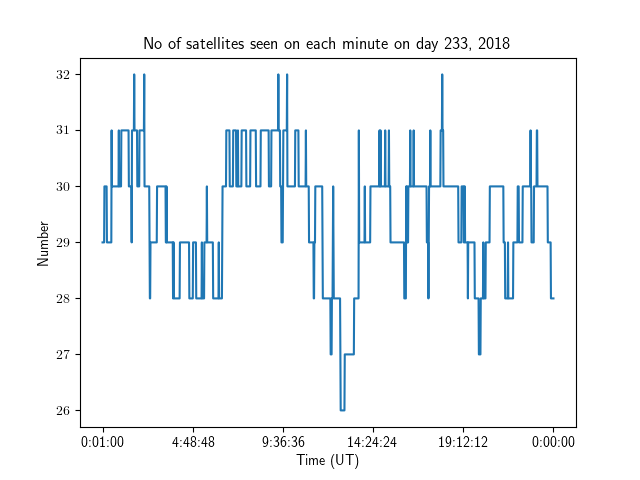 No of satellites seen on each minute on day 233, 2018
32
31
30
29
28
27
26
Number
0:01:00 4:48:48 9:36:36 14:24:24 19:12:12 0:00:00
Time (UT)